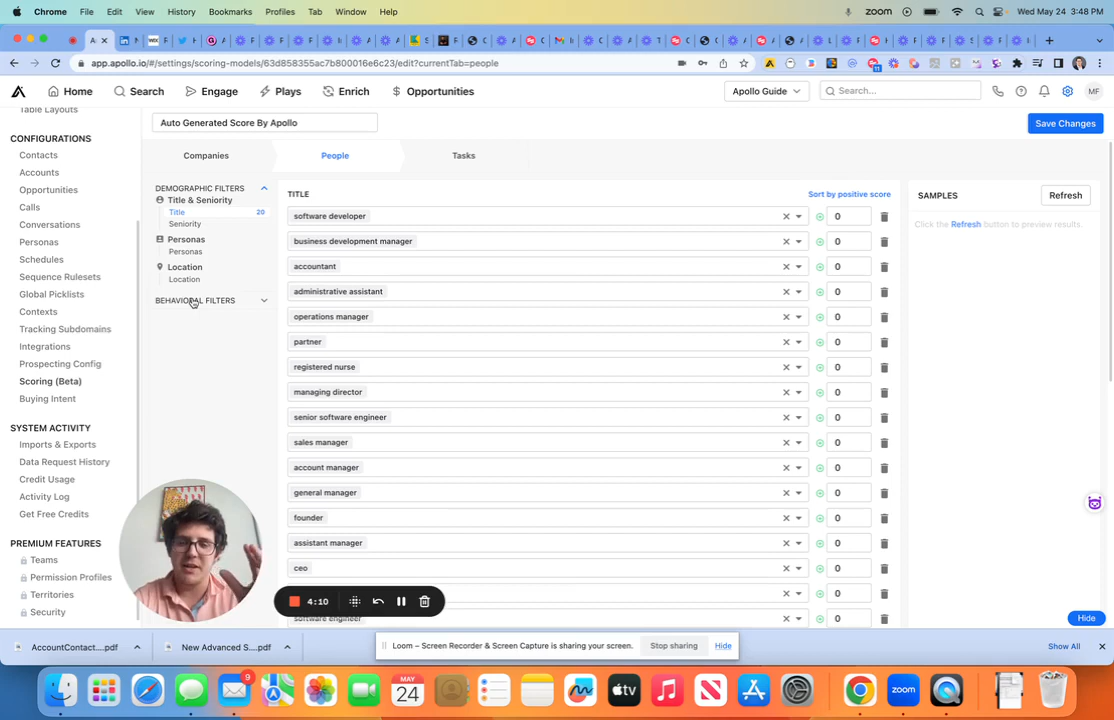 Chrome File Edit View History Bookmarks Profiles Tab Window Help zoom Wed May 24 3:48 PM
app.apollo.io/#/settings/scoring-models/63d858355ac7b800016e6c23/edit?currentTab=people
Home Search Engage Plays Enrich Opportunities Apollo Guide Search... MF
Table Layouts
CONFIGURATIONS
Contacts
Accounts
Opportunities
Calls
Conversations
Personas
Schedules
Sequence Rulesets
Global Picklists
Contexts
Tracking Subdomains
Integrations
Prospecting Config
Scoring (Beta)
Buying Intent
SYSTEM ACTIVITY
Imports & Exports
Data Request History
Credit Usage
Activity Log
Get Free Credits
PREMIUM FEATURES
Teams
Permission Profiles
Territories
Security
Auto Generated Score By Apollo
Save Changes
Companies People Tasks
DEMOGRAPHIC FILTERS
Title & Seniority
Title 20
Seniority
Personas
Personas
Location
Location
BEHAVIORAL FILTERS
TITLE Sort by positive score
software developer 0
business development manager 0
accountant 0
administrative assistant 0
operations manager 0
partner 0
registered nurse 0
managing director 0
senior software engineer 0
sales manager 0
account manager 0
general manager 0
founder 0
assistant manager 0
ceo 0
0
software engineer 0
SAMPLES Refresh
Click the Refresh button to preview results.
4:10
Hide
AccountContact....pdf New Advanced S....pdf
Loom – Screen Recorder & Screen Capture is sharing your screen. Stop sharing Hide
Show All
9
MAY
24
tv
zoom